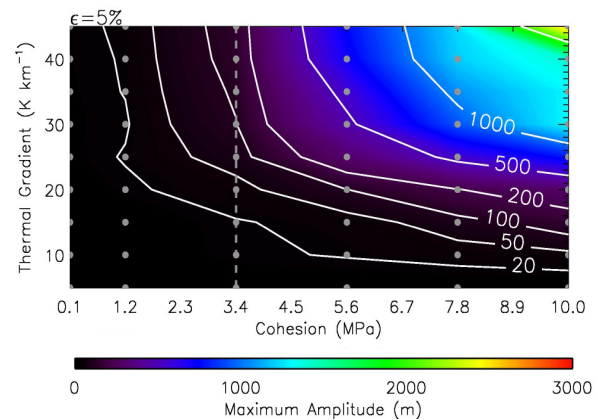 ϵ=5%
Thermal Gradient (K km⁻¹)
40
30
20
10
1000
500
200
100
50
20
0.1 1.2 2.3 3.4 4.5 5.6 6.7 7.8 8.9 10.0
Cohesion (MPa)
0 1000 2000 3000
Maximum Amplitude (m)